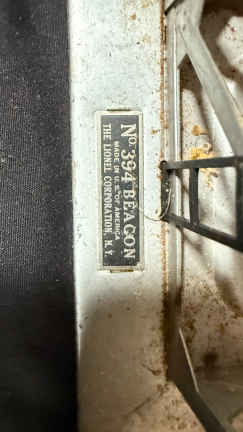 No. 394 BEACON
MADE IN U.S. OF AMERICA
THE LIONEL CORPORATION, N.Y.